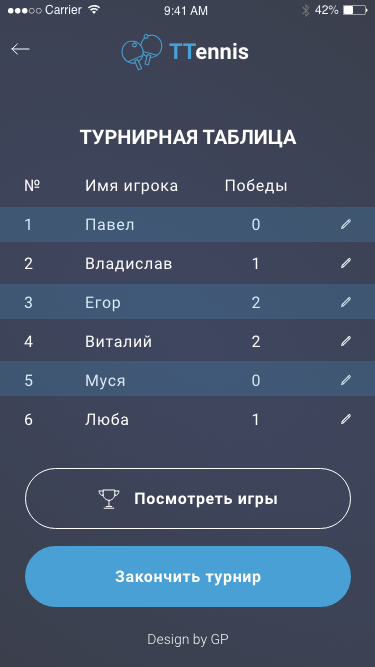 Carrier 9:41 AM 42%
TTennis
ТУРНИРНАЯ ТАБЛИЦА
№ Имя игрока Победы
1 Павел 0
2 Владислав 1
3 Егор 2
4 Виталий 2
5 Муся 0
6 Люба 1
Посмотреть игры
Закончить турнир
Design by GP